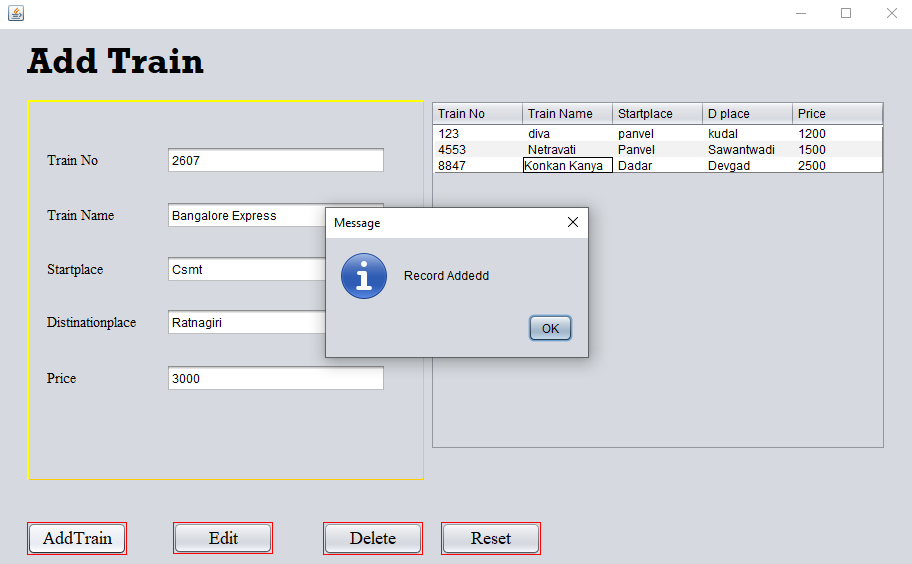 Add Train
Train No 2607
Train Name Bangalore Express
Startplace Csmt
Distinationplace Ratnagiri
Price 3000
Train No Train Name Startplace D place Price
123 diva panvel kudal 1200
4553 Netravati Panvel Sawantwadi 1500
8847 Konkan Kanya Dadar Devgad 2500
Message
Record Addedd
OK
AddTrain Edit Delete Reset